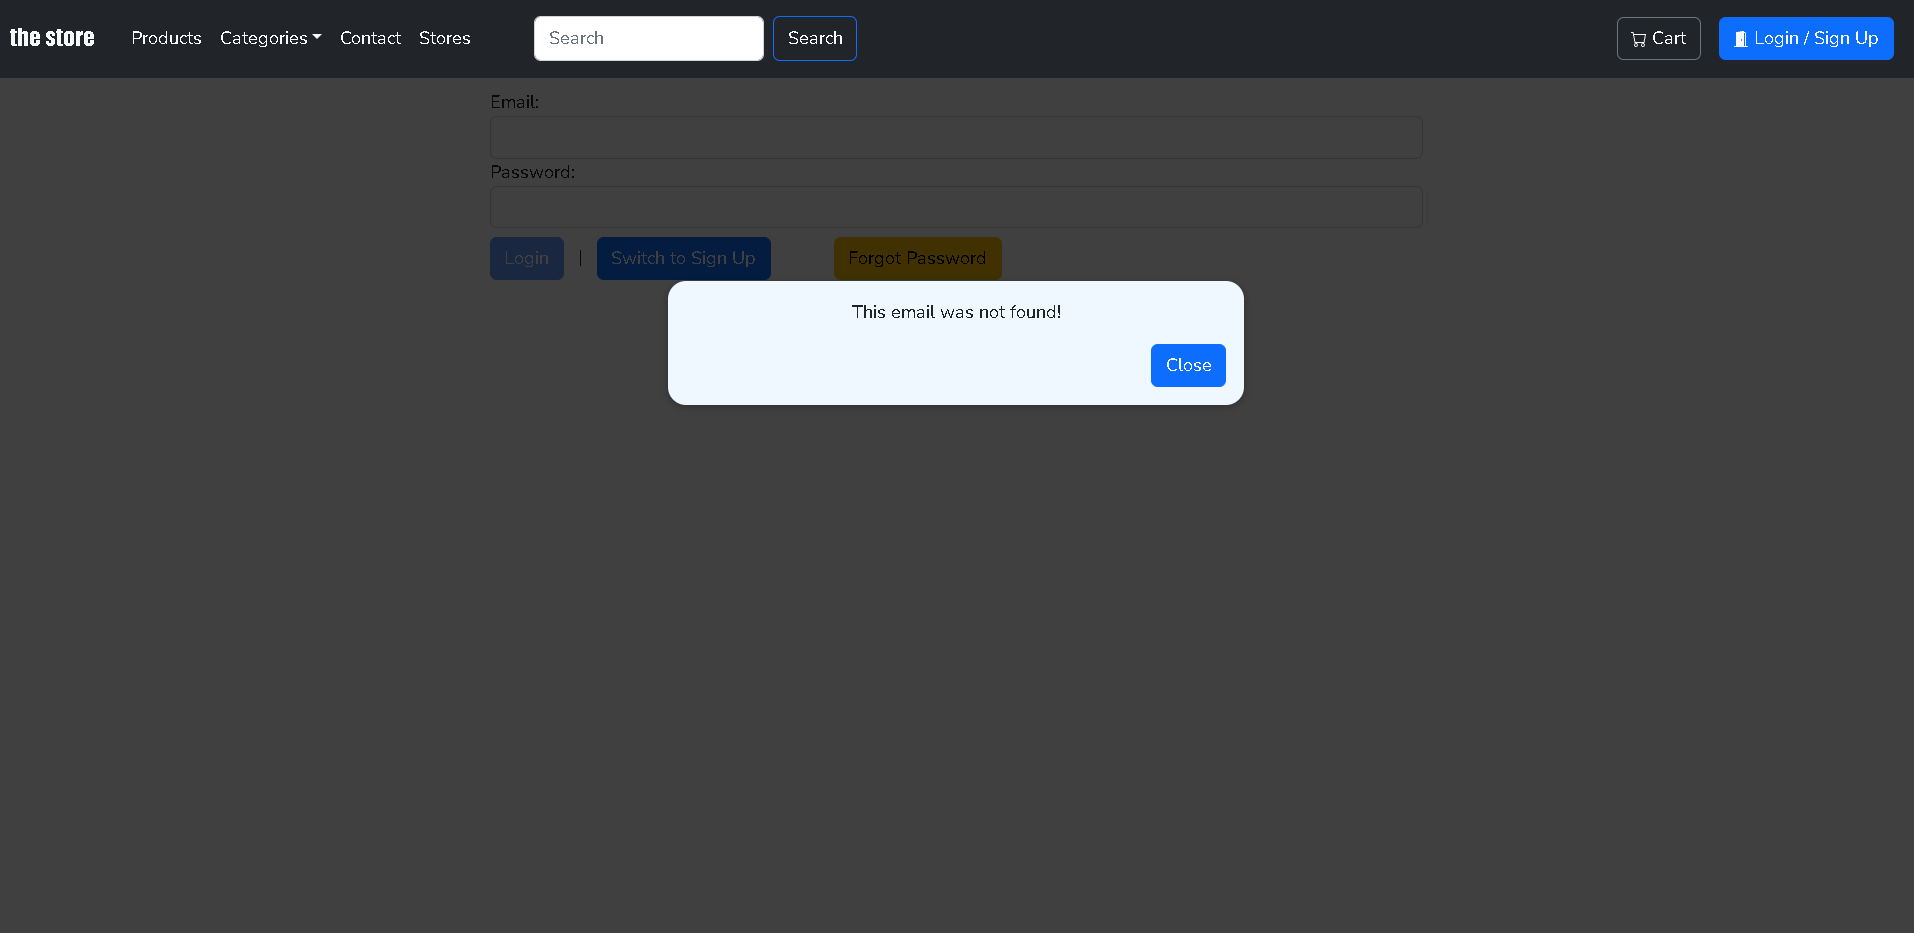 the store
Products
Categories
Contact
Stores
Search
Search
Cart
Login / Sign Up
Email:
Password:
Login | Switch to Sign Up
Forgot Password
This email was not found!
Close